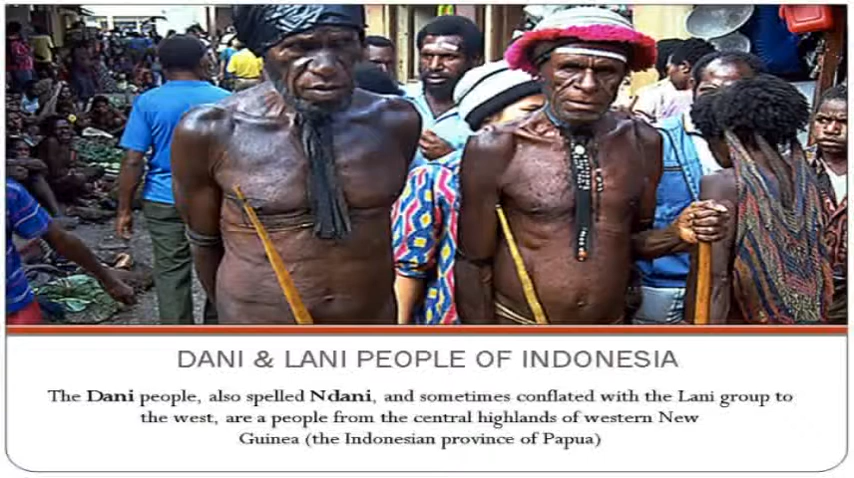 DANI & LANI PEOPLE OF INDONESIA
The Dani people, also spelled Ndani, and sometimes conflated with the Lani group to
the west, are a people from the central highlands of western New
Guinea (the Indonesian province of Papua)